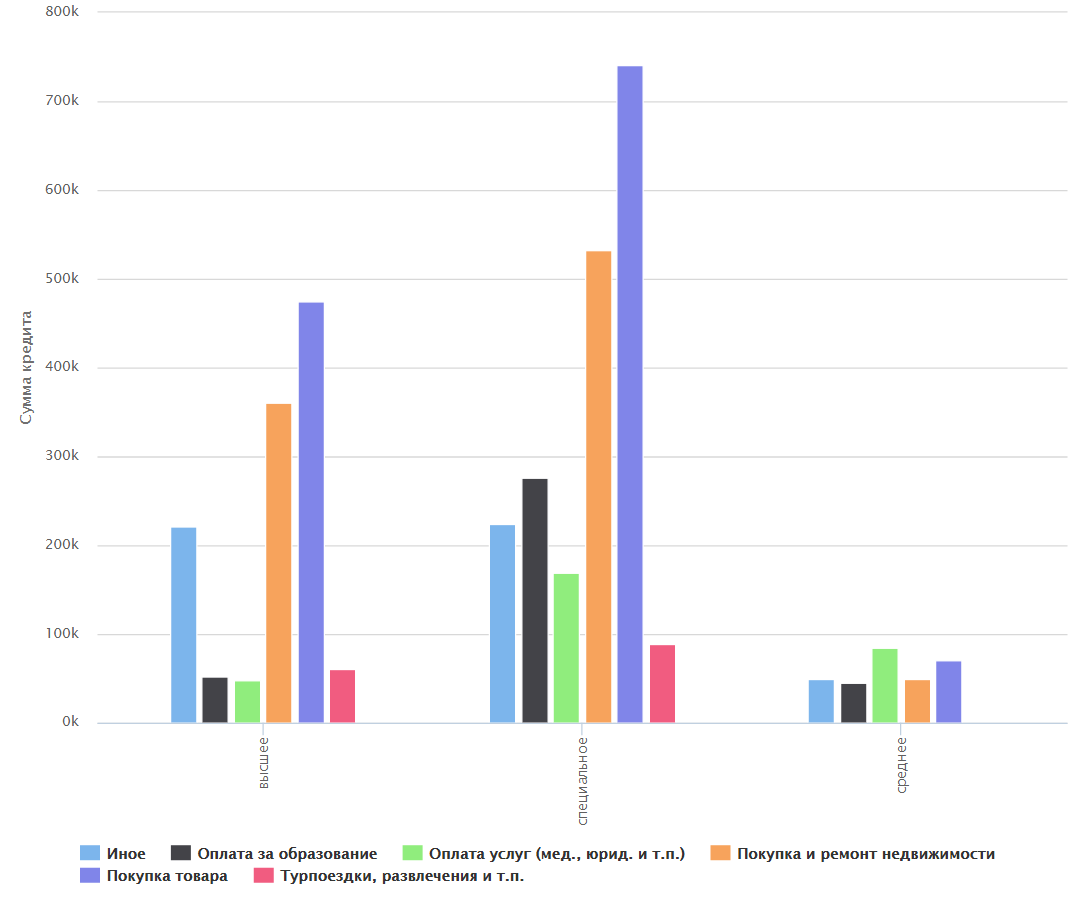 800k
700k
600k
500k
400k
300k
200k
100k
0k
Сумма кредита
высшее
специальное
среднее
Иное Оплата за образование Оплата услуг (мед., юрид. и т.п.) Покупка и ремонт недвижимости
Покупка товара Турпоездки, развлечения и т.п.